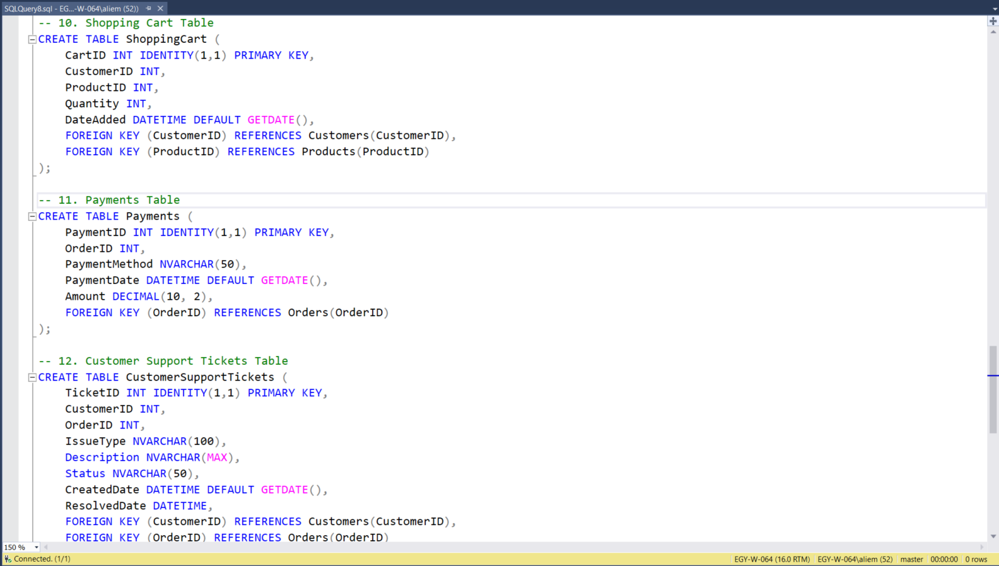 SQLQuery8.sql - EG...-W-064\aliem (52))
-- 10. Shopping Cart Table
CREATE TABLE ShoppingCart (
CartID INT IDENTITY(1,1) PRIMARY KEY,
CustomerID INT,
ProductID INT,
Quantity INT,
DateAdded DATETIME DEFAULT GETDATE(),
FOREIGN KEY (CustomerID) REFERENCES Customers(CustomerID),
FOREIGN KEY (ProductID) REFERENCES Products(ProductID)
);
-- 11. Payments Table
CREATE TABLE Payments (
PaymentID INT IDENTITY(1,1) PRIMARY KEY,
OrderID INT,
PaymentMethod NVARCHAR(50),
PaymentDate DATETIME DEFAULT GETDATE(),
Amount DECIMAL(10, 2),
FOREIGN KEY (OrderID) REFERENCES Orders(OrderID)
);
-- 12. Customer Support Tickets Table
CREATE TABLE CustomerSupportTickets (
TicketID INT IDENTITY(1,1) PRIMARY KEY,
CustomerID INT,
OrderID INT,
IssueType NVARCHAR(100),
Description NVARCHAR(MAX),
Status NVARCHAR(50),
CreatedDate DATETIME DEFAULT GETDATE(),
ResolvedDate DATETIME,
FOREIGN KEY (CustomerID) REFERENCES Customers(CustomerID),
FOREIGN KEY (OrderID) REFERENCES Orders(OrderID)
150 %
Connected. (1/1) EGY-W-064 (16.0 RTM) EGY-W-064\aliem (52) master 00:00:00 0 rows